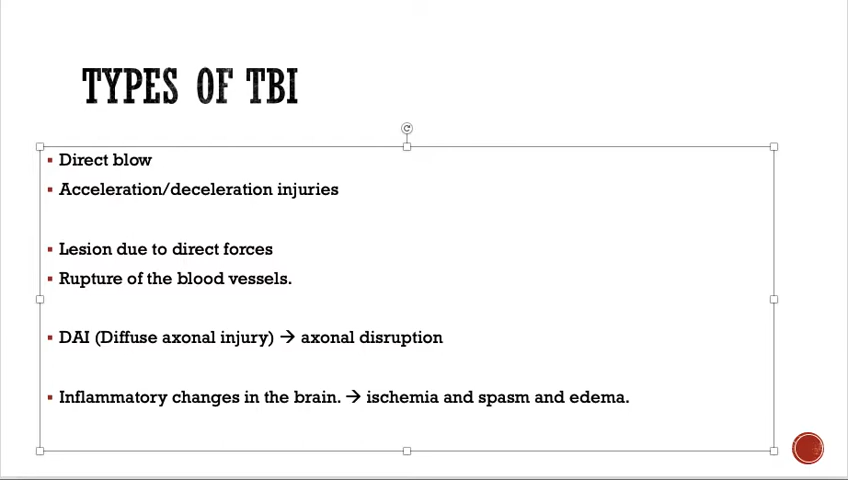 TYPES OF TBI
▪ Direct blow
▪ Acceleration/deceleration injuries
▪ Lesion due to direct forces
▪ Rupture of the blood vessels.
▪ DAI (Diffuse axonal injury) → axonal disruption
▪ Inflammatory changes in the brain. → ischemia and spasm and edema.